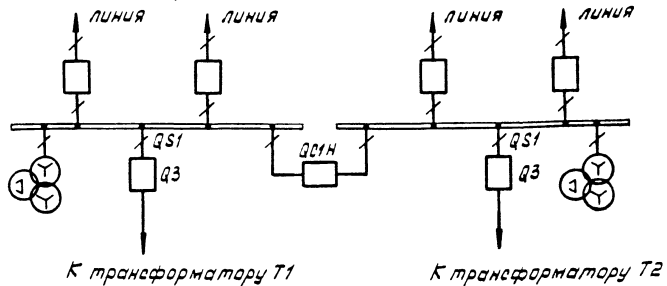 линия
линия
линия
линия
QS1
Q3
QC1H
QS1
Q3
К трансформатору Т1
К трансформатору Т2